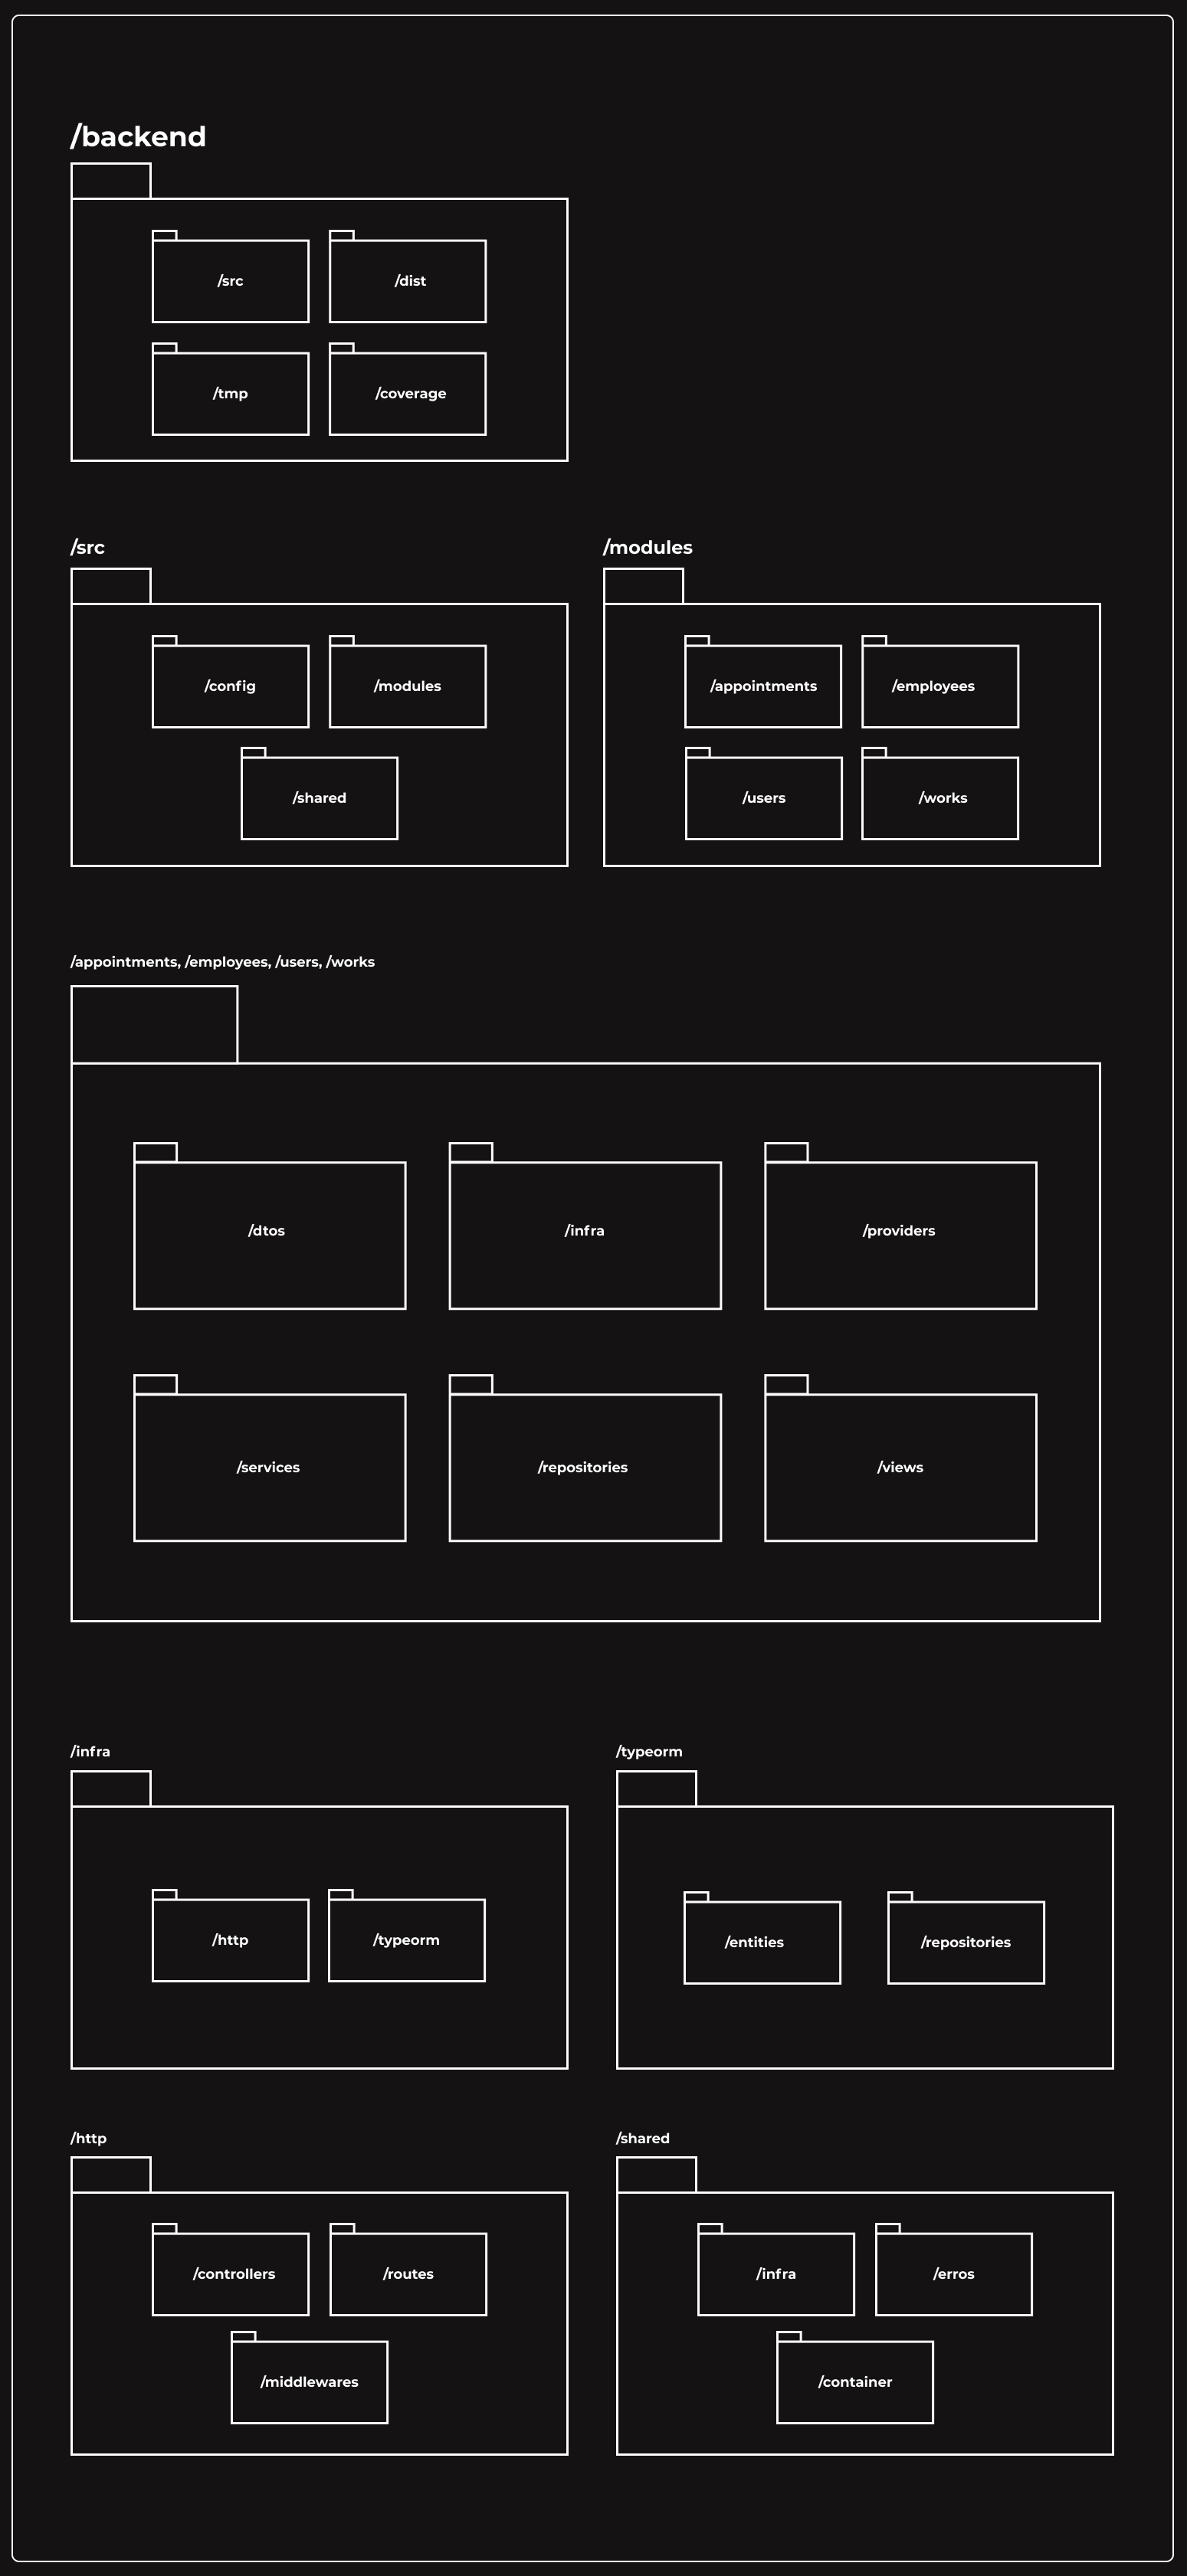 /backend
/src
/dist
/tmp
/coverage
/src
/modules
/config
/modules
/shared
/appointments
/employees
/users
/works
/appointments, /employees, /users, /works
/dtos
/infra
/providers
/services
/repositories
/views
/infra
/typeorm
/http
/typeorm
/entities
/repositories
/http
/shared
/controllers
/routes
/middlewares
/infra
/erros
/container